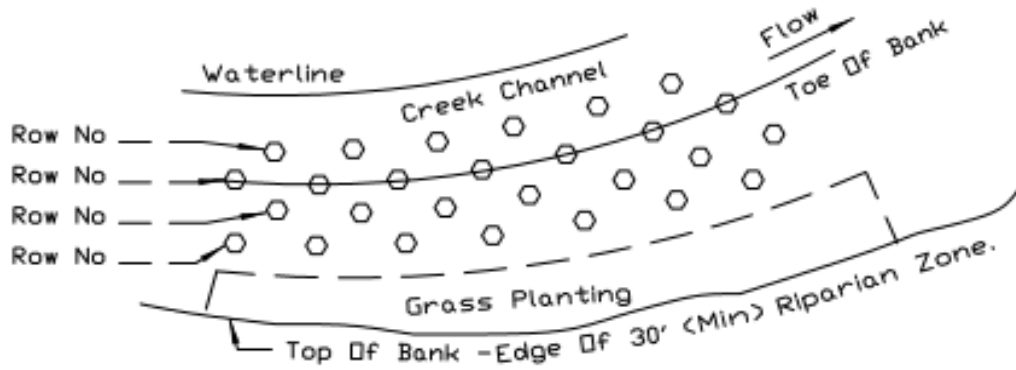 Flow
Waterline
Creek Channel
Toe Of Bank
Row No
Row No
Row No
Row No
Grass Planting
Top Of Bank -Edge Of 30' (Min) Riparian Zone.